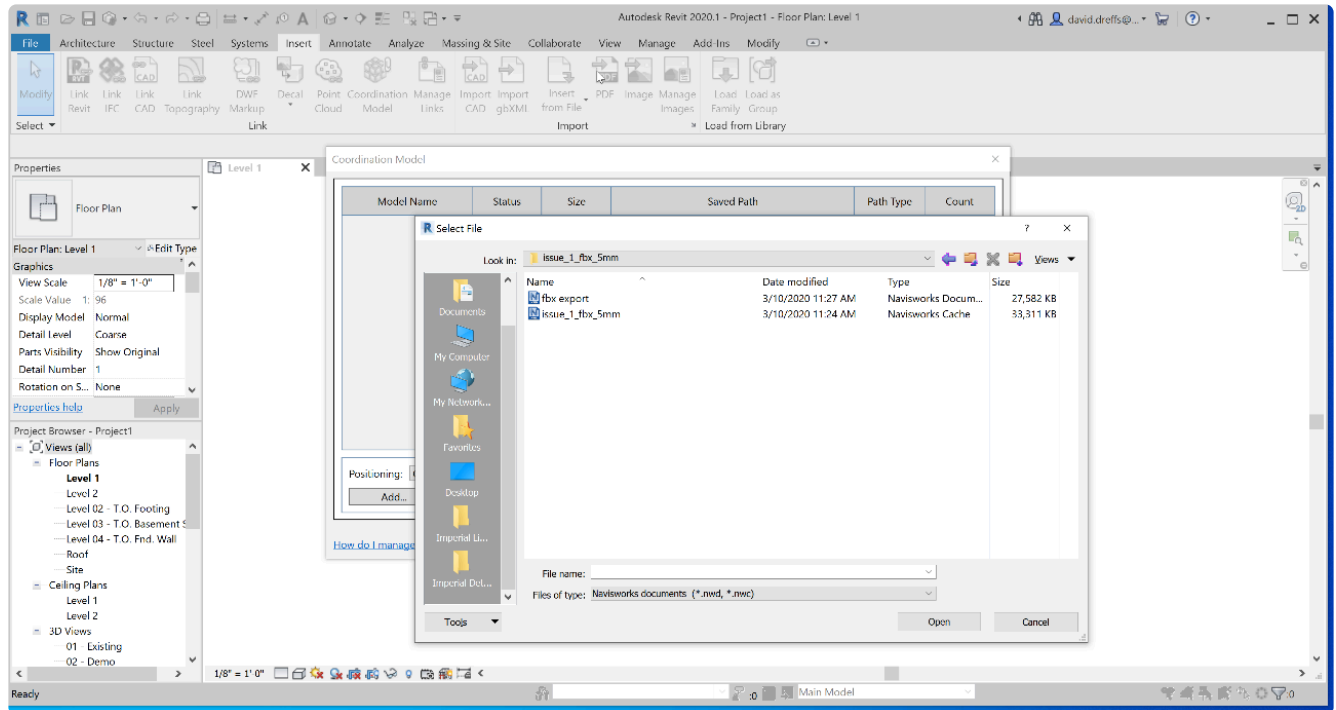 Autodesk Revit 2020.1 - Project1 - Floor Plan: Level 1
david.dreffs@...
File Architecture Structure Steel Systems Insert Annotate Analyze Massing & Site Collaborate View Manage Add-Ins Modify
Modify Link Revit Link IFC Link CAD Link Topography DWF Markup Decal Point Cloud Coordination Model Manage Links Import CAD Import gbXML Insert from File PDF Image Manage Images Load Family Load as Group
Select Link Import Load from Library
Properties
Level 1
Coordination Model
Floor Plan
Model Name Status Size Saved Path Path Type Count
Select File
Floor Plan: Level 1 Edit Type
Look in: issue_1_fbx_5mm Views
Graphics
View Scale 1/8" = 1'-0"
Scale Value 1: 96
Display Model Normal
Detail Level Coarse
Parts Visibility Show Original
Detail Number 1
Rotation on S... None
Properties help Apply
Name Date modified Type Size
fbx export 3/10/2020 11:27 AM Navisworks Docum... 27,582 KB
issue_1_fbx_5mm 3/10/2020 11:24 AM Navisworks Cache 33,311 KB
Documents
My Computer
My Network...
Favorites
Desktop
Imperial Li...
Imperial Det...
Project Browser - Project1
Views (all)
Floor Plans
Level 1
Level 2
Level 02 - T.O. Footing
Level 03 - T.O. Basement
Level 04 - T.O. Fnd. Wall
Roof
Site
Ceiling Plans
Level 1
Level 2
3D Views
01 - Existing
02 - Demo
Positioning:
Add...
How do I manage
File name:
Files of type: Navisworks documents (*.nwd, *.nwc)
Tools Open Cancel
1/8" = 1'-0"
Ready :0 Main Model :0